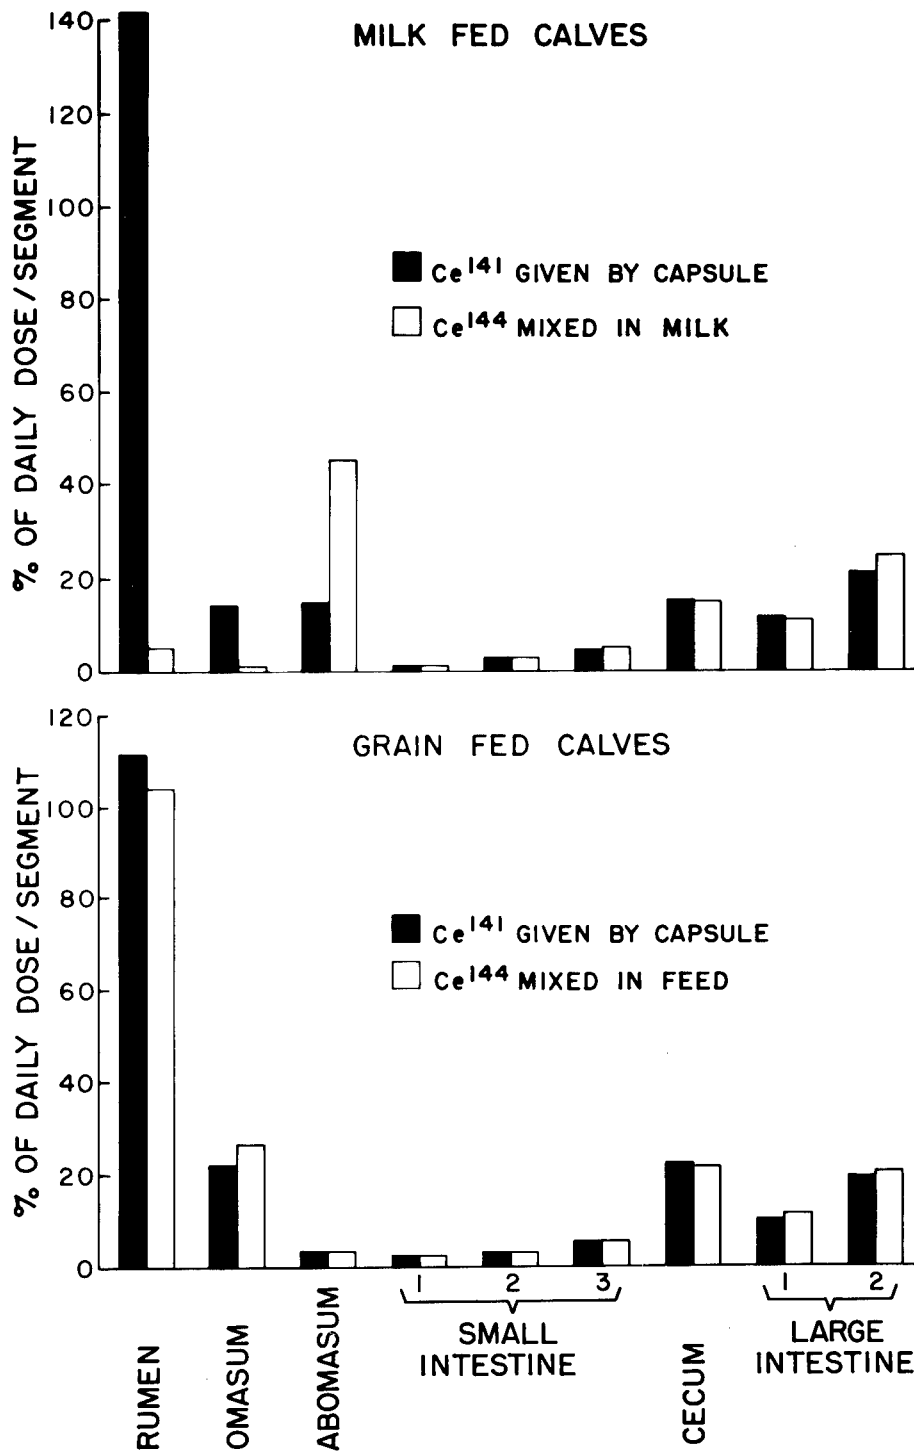 MILK FED CALVES
% OF DAILY DOSE/SEGMENT
140
120
100
80
60
40
20
0
Ce¹⁴¹ GIVEN BY CAPSULE
Ce¹⁴⁴ MIXED IN MILK
GRAIN FED CALVES
% OF DAILY DOSE/SEGMENT
120
100
80
60
40
20
0
Ce¹⁴¹ GIVEN BY CAPSULE
Ce¹⁴⁴ MIXED IN FEED
RUMEN
OMASUM
ABOMASUM
1 2 3
SMALL
INTESTINE
CECUM
1 2
LARGE
INTESTINE